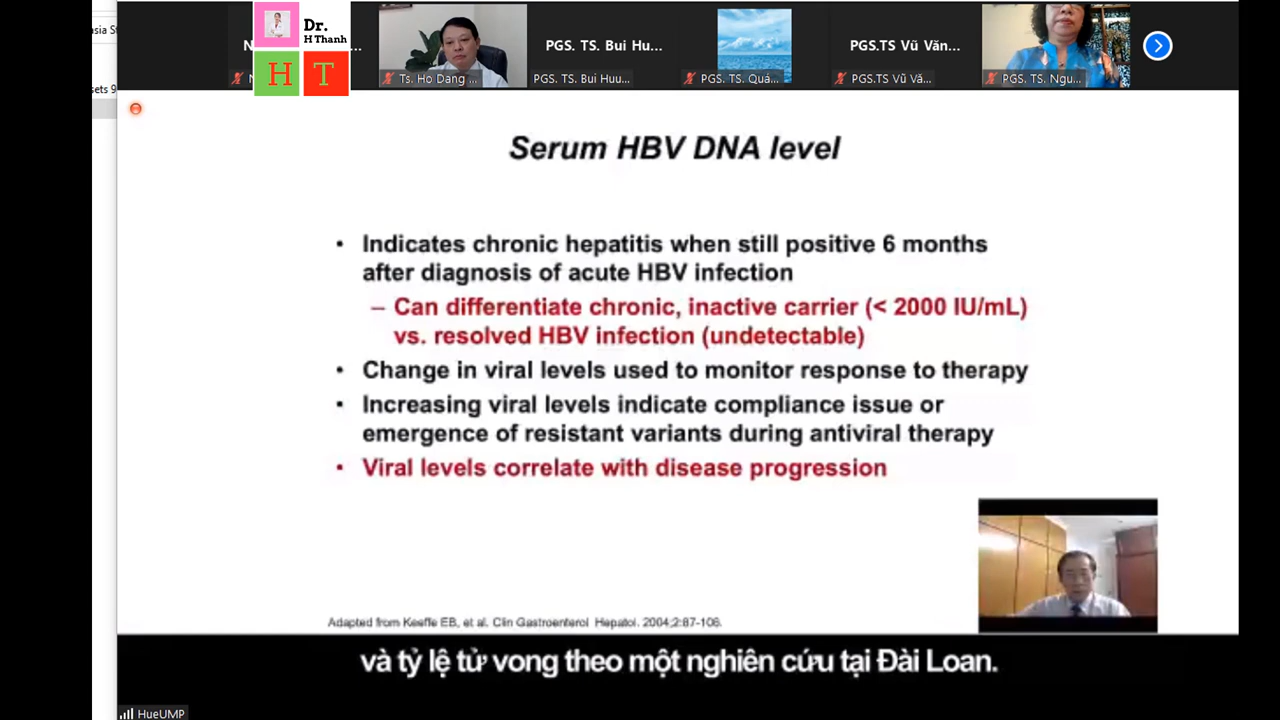 asia St
sets 9
Dr.
H Thanh
H T
N
...
Ts. Ho Dang ...
PGS. TS. Bui Hu...
PGS. TS. Bui Huu...
PGS. TS. Quá...
PGS.TS Vũ Văn...
PGS.TS Vũ Vă...
PGS. TS. Ngu...
Serum HBV DNA level
• Indicates chronic hepatitis when still positive 6 months
after diagnosis of acute HBV infection
– Can differentiate chronic, inactive carrier (< 2000 IU/mL)
vs. resolved HBV infection (undetectable)
• Change in viral levels used to monitor response to therapy
• Increasing viral levels indicate compliance issue or
emergence of resistant variants during antiviral therapy
• Viral levels correlate with disease progression
Adapted from Keeffe EB, et al. Clin Gastroenterol Hepatol. 2004;2:87-106.
và tỷ lệ tử vong theo một nghiên cứu tại Đài Loan.
HueUMP